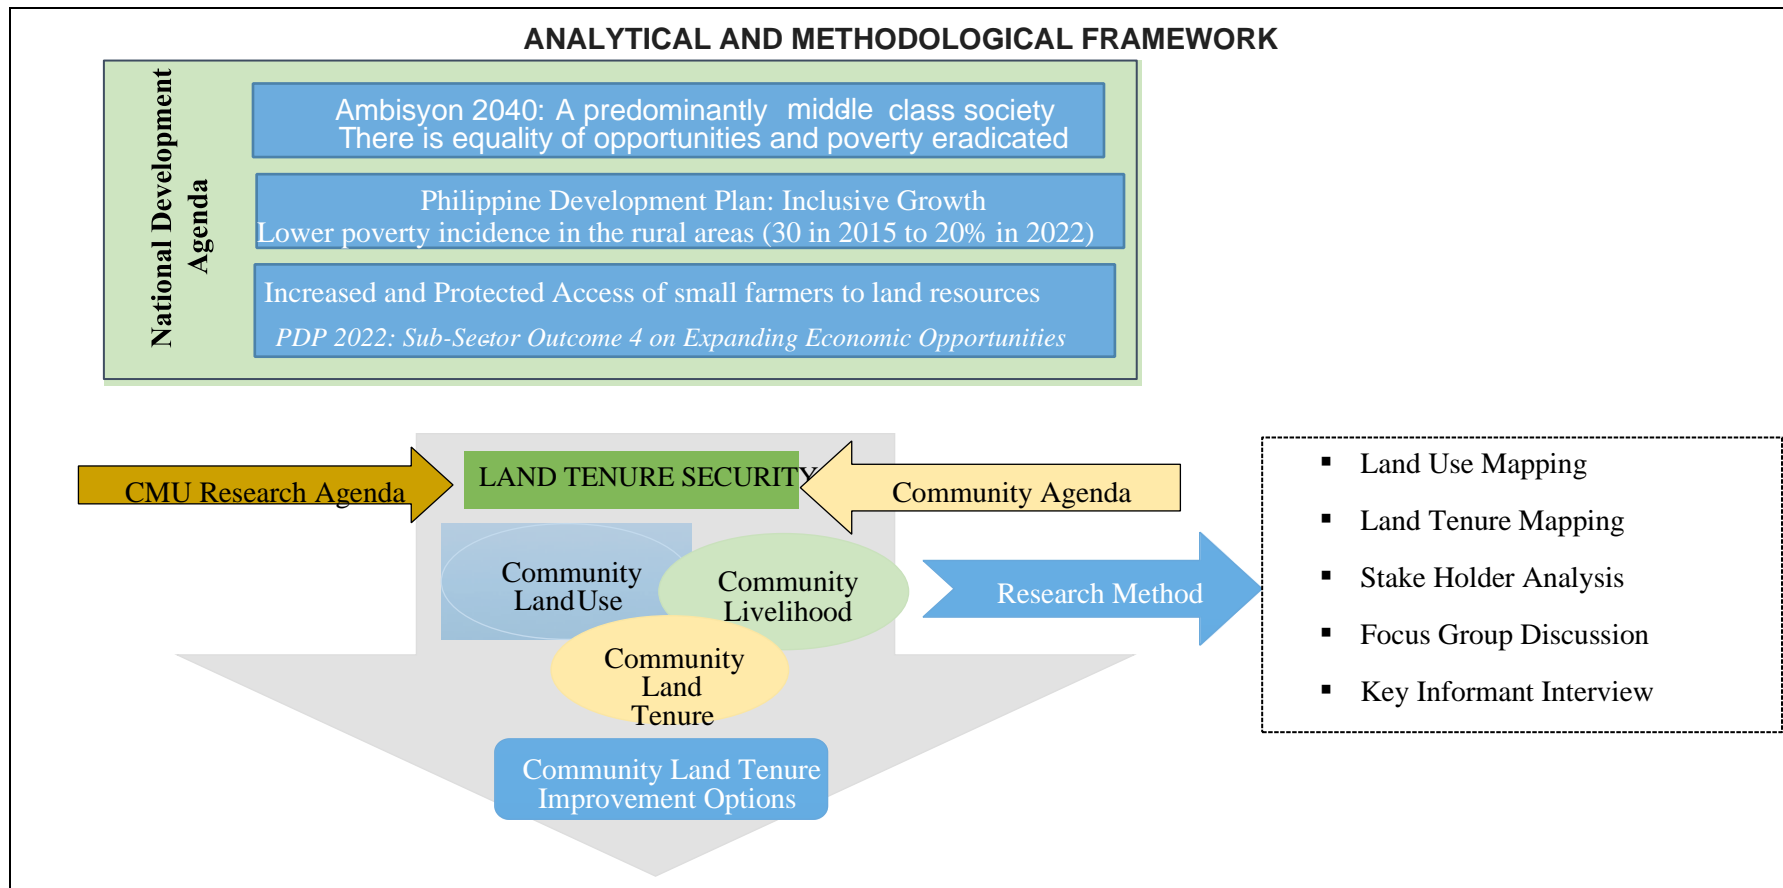 ANALYTICAL AND METHODOLOGICAL FRAMEWORK
National Development
Agenda
Ambisyon 2040: A predominantly middle class society
There is equality of opportunities and poverty eradicated
Philippine Development Plan: Inclusive Growth
Lower poverty incidence in the rural areas (30 in 2015 to 20% in 2022)
Increased and Protected Access of small farmers to land resources
PDP 2022: Sub-Sector Outcome 4 on Expanding Economic Opportunities
CMU Research Agenda
LAND TENURE SECURITY
Community Agenda
Community
Land Use
Community
Livelihood
Community
Land
Tenure
Community Land Tenure
Improvement Options
Research Method
▪ Land Use Mapping
▪ Land Tenure Mapping
▪ Stake Holder Analysis
▪ Focus Group Discussion
▪ Key Informant Interview